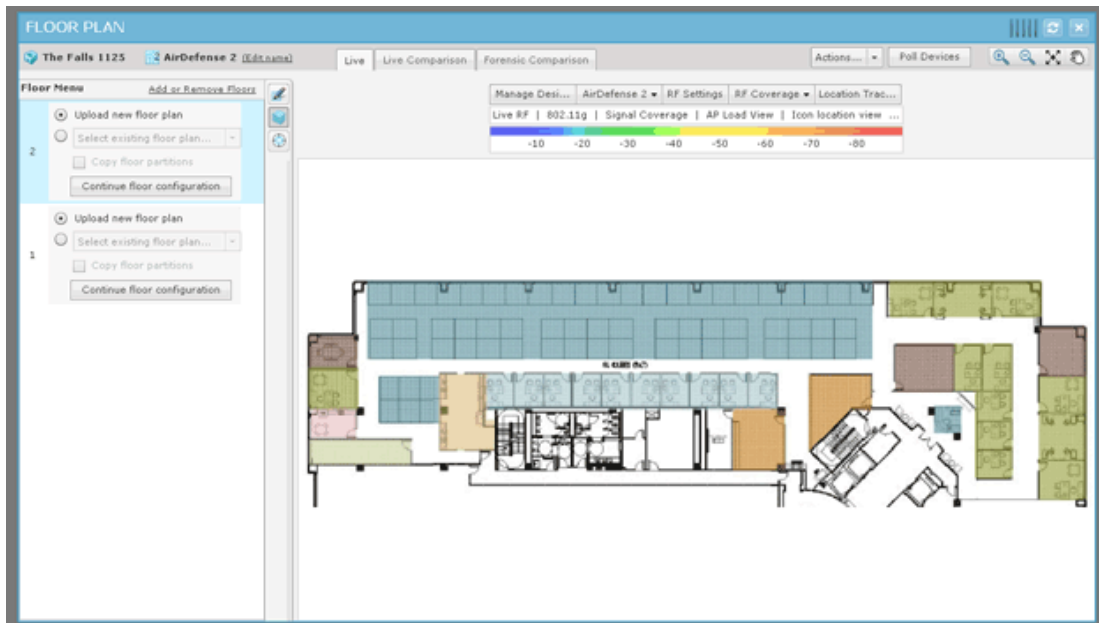 FLOOR PLAN
The Falls 1125 AirDefense 2 (Edit name) Live Live Comparison Forensic Comparison Actions... Poll Devices
Floor Menu Add or Remove Floors
Manage Desi... AirDefense 2 RF Settings RF Coverage Location Trac...
Live RF | 802.11g | Signal Coverage | AP Load View | Icon location view ...
-10 -20 -30 -40 -50 -60 -70 -80
2
Upload new floor plan
Select existing floor plan...
Copy floor partitions
Continue floor configuration
1
Upload new floor plan
Select existing floor plan...
Copy floor partitions
Continue floor configuration